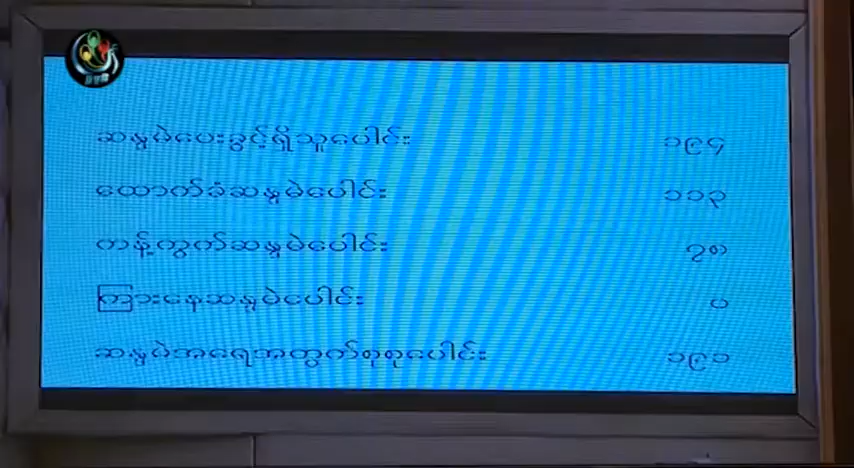 ဆန္ဒမဲပေးခွင့်ရှိသူပေါင်း ၁၉၄
ထောက်ခံဆန္ဒမဲပေါင်း ၁၁၃
ကန့်ကွက်ဆန္ဒမဲပေါင်း ၇၈
ကြားနေဆန္ဒမဲပေါင်း ၀
ဆန္ဒမဲအရေအတွက်စုစုပေါင်း ၁၉၁